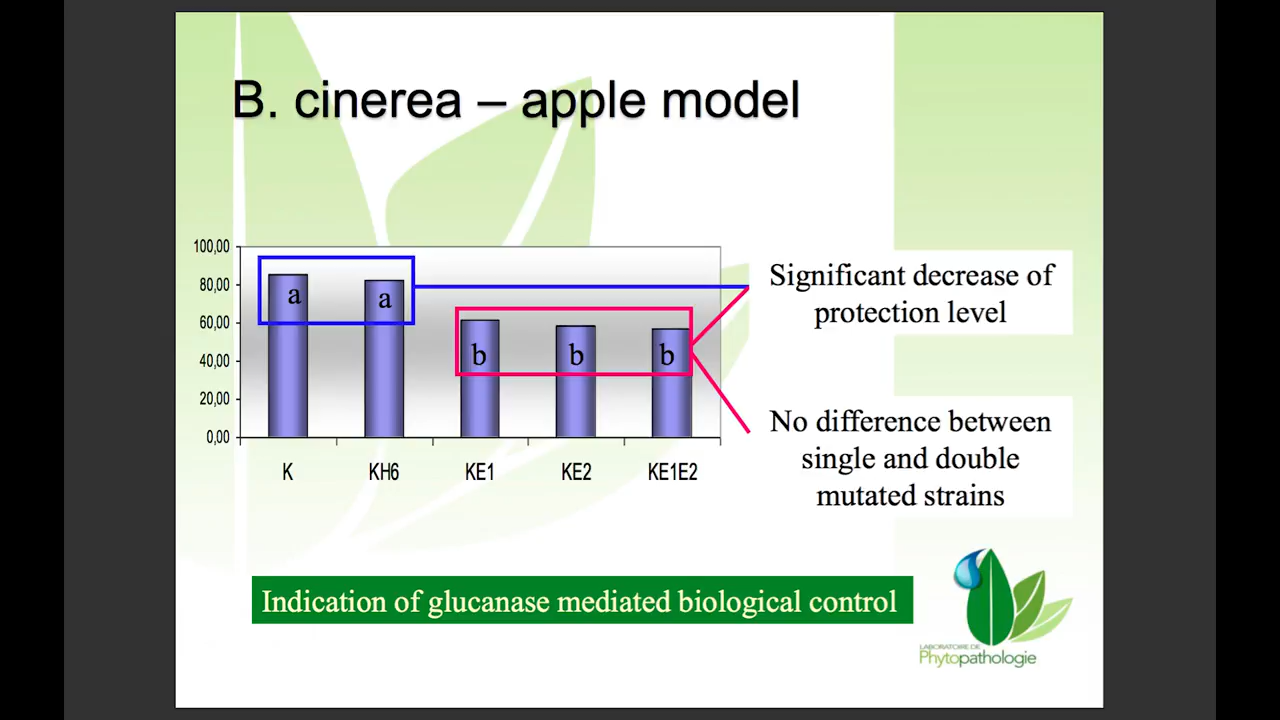 B. cinerea – apple model
100,00
80,00
60,00
40,00
20,00
0,00
a
a
b
b
b
K
KH6
KE1
KE2
KE1E2
Significant decrease of
protection level
No difference between
single and double
mutated strains
Indication of glucanase mediated biological control
LABORATOIRE DE
Phytopathologie